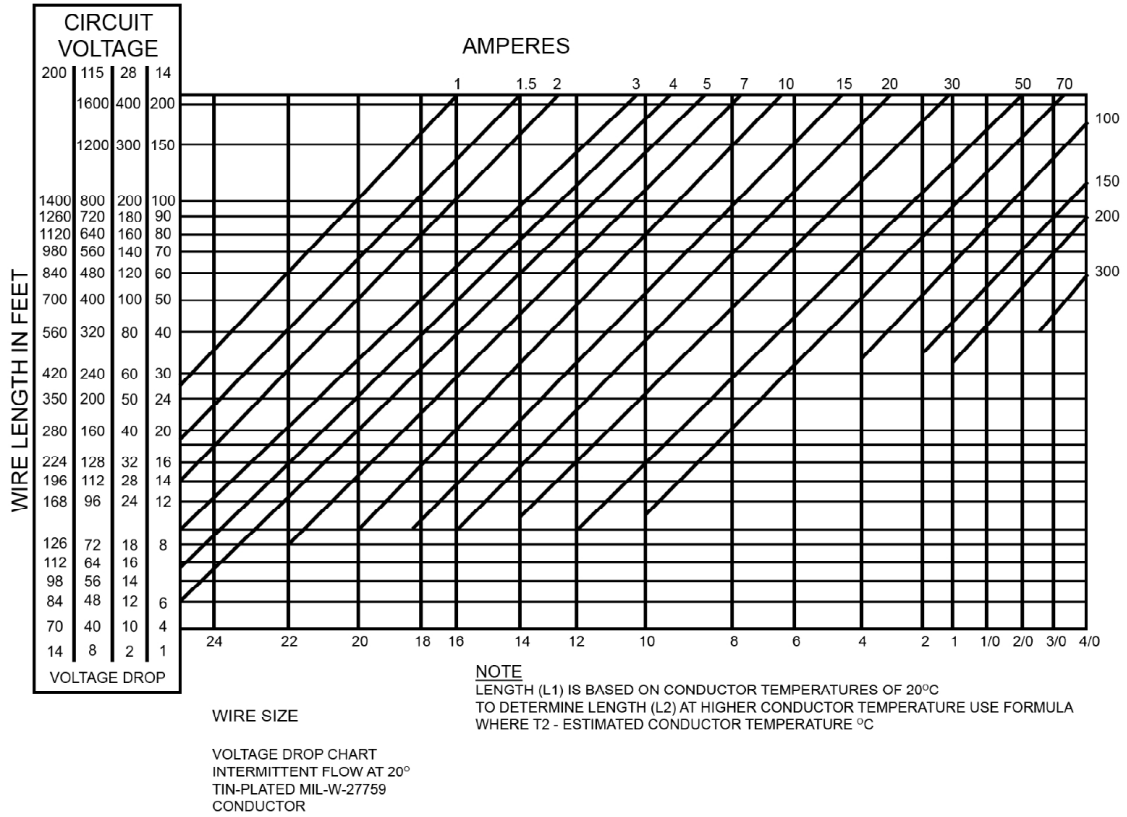 CIRCUIT
VOLTAGE
AMPERES
200 115 28 14
1 1.5 2 3 4 5 7 10 15 20 30 50 70
1600 400 200
100
1200 300 150
150
1400 800 200 100
1260 720 180 90
200
1120 640 160 80
980 560 140 70
840 480 120 60
300
700 400 100 50
560 320 80 40
420 240 60 30
350 200 50 24
280 160 40 20
224 128 32 16
196 112 28 14
168 96 24 12
126 72 18 8
112 64 16
98 56 14
84 48 12 6
70 40 10 4
14 8 2 1
VOLTAGE DROP
WIRE LENGTH IN FEET
24 22 20 18 16 14 12 10 8 6 4 2 1 1/0 2/0 3/0 4/0
NOTE
LENGTH (L1) IS BASED ON CONDUCTOR TEMPERATURES OF 20ºC
TO DETERMINE LENGTH (L2) AT HIGHER CONDUCTOR TEMPERATURE USE FORMULA
WHERE T2 - ESTIMATED CONDUCTOR TEMPERATURE ºC
WIRE SIZE
VOLTAGE DROP CHART
INTERMITTENT FLOW AT 20º
TIN-PLATED MIL-W-27759
CONDUCTOR